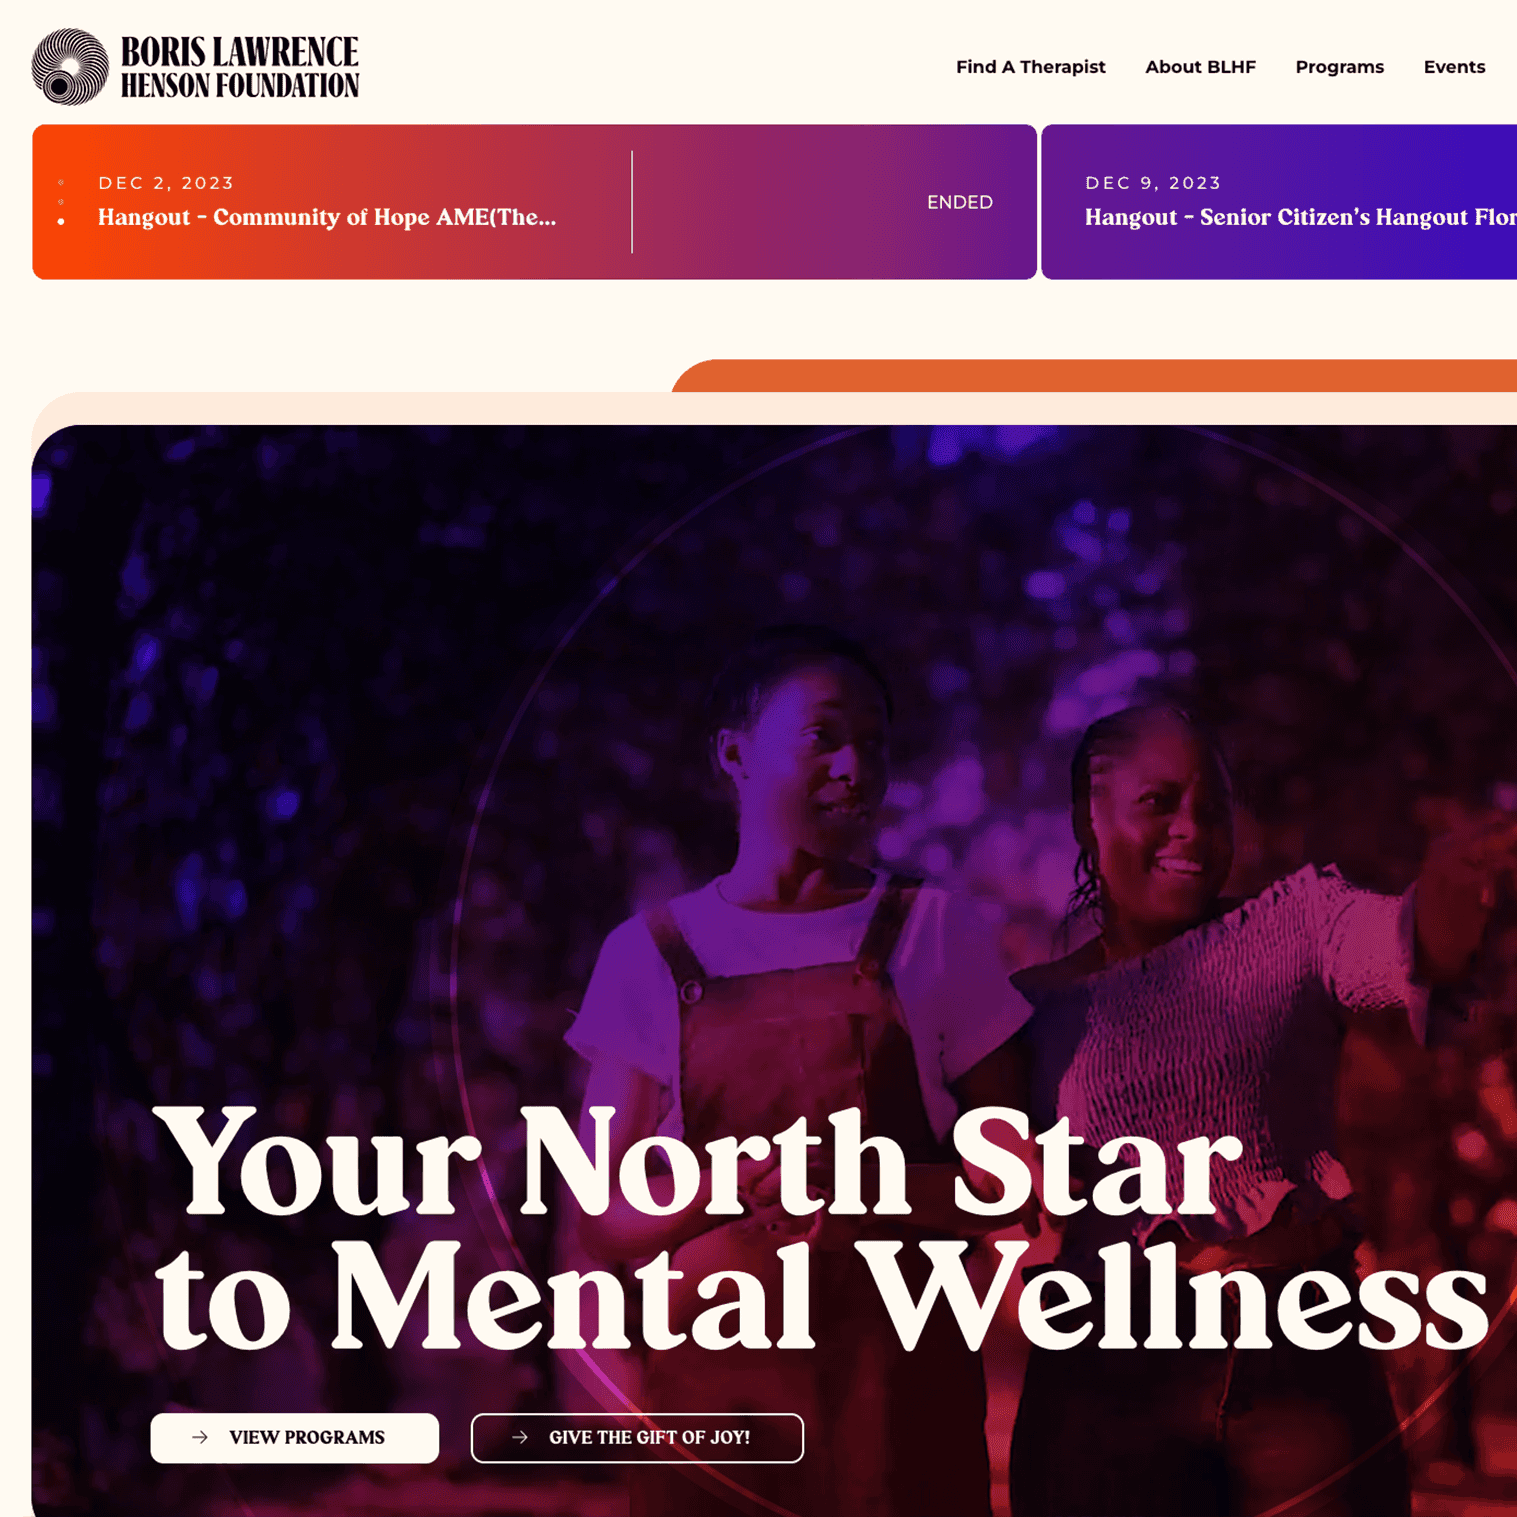 BORIS LAWRENCE
HENSON FOUNDATION
Find A Therapist About BLHF Programs Events
DEC 2, 2023
Hangout - Community of Hope AME(The...
ENDED
DEC 9, 2023
Hangout - Senior Citizen's Hangout
Your North Star
to Mental Wellness
VIEW PROGRAMS
GIVE THE GIFT OF JOY!